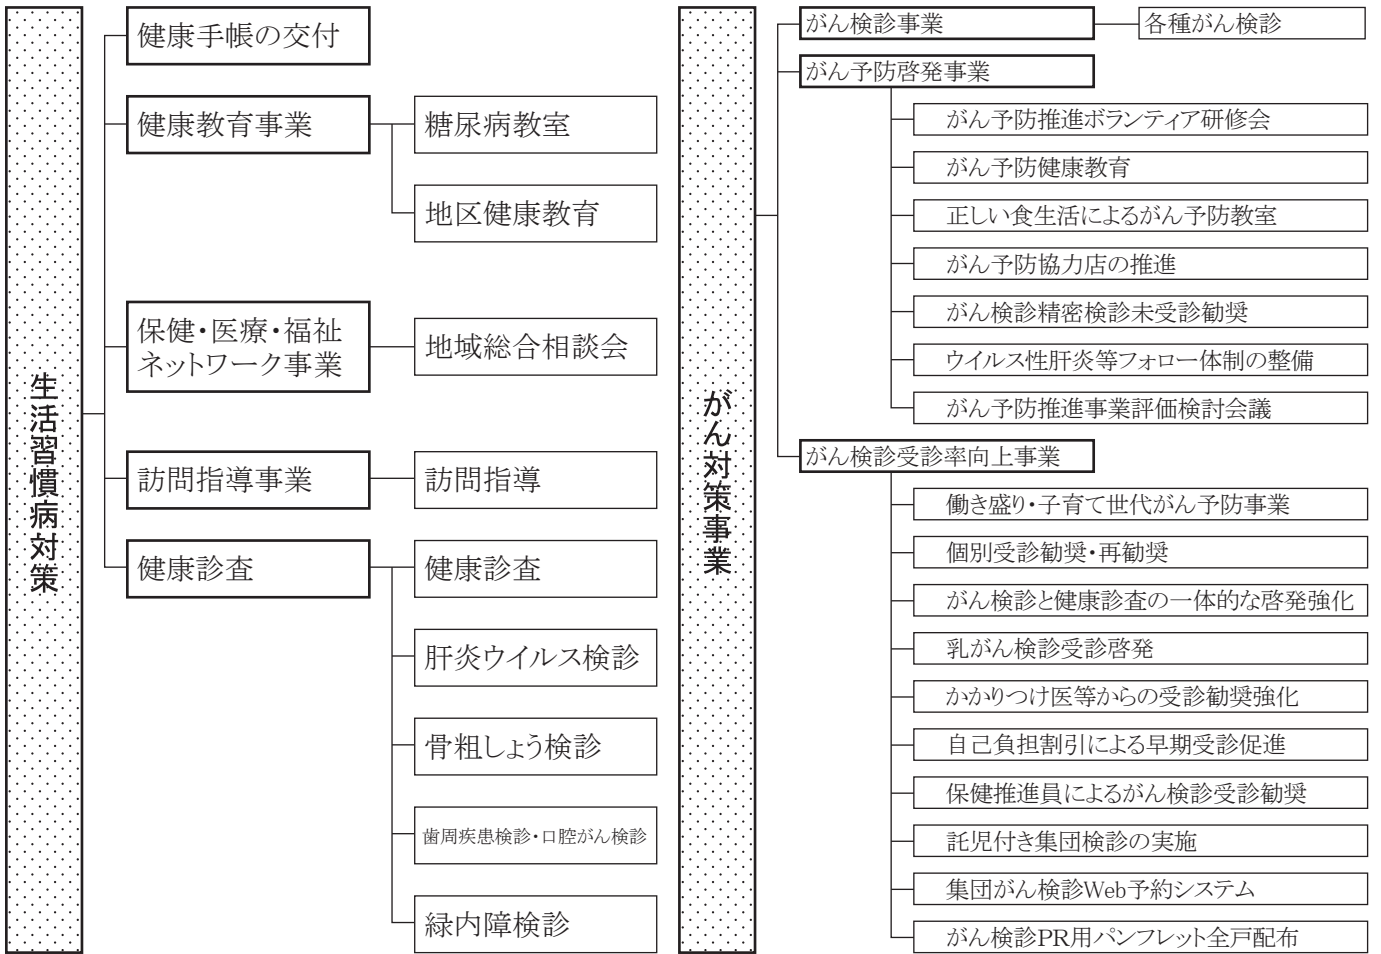 生活習慣病対策
健康手帳の交付
健康教育事業
糖尿病教室
地区健康教育
保健・医療・福祉
ネットワーク事業
地域総合相談会
訪問指導事業
訪問指導
健康診査
健康診査
肝炎ウイルス検診
骨粗しょう検診
歯周疾患検診・口腔がん検診
緑内障検診
がん対策事業
がん検診事業
各種がん検診
がん予防啓発事業
がん予防推進ボランティア研修会
がん予防健康教育
正しい食生活によるがん予防教室
がん予防協力店の推進
がん検診精密検診未受診勧奨
ウイルス性肝炎等フォロー体制の整備
がん予防推進事業評価検討会議
がん検診受診率向上事業
働き盛り・子育て世代がん予防事業
個別受診勧奨・再勧奨
がん検診と健康診査の一体的な啓発強化
乳がん検診受診啓発
かかりつけ医等からの受診勧奨強化
自己負担割引による早期受診促進
保健推進員によるがん検診受診勧奨
託児付き集団検診の実施
集団がん検診Web予約システム
がん検診PR用パンフレット全戸配布